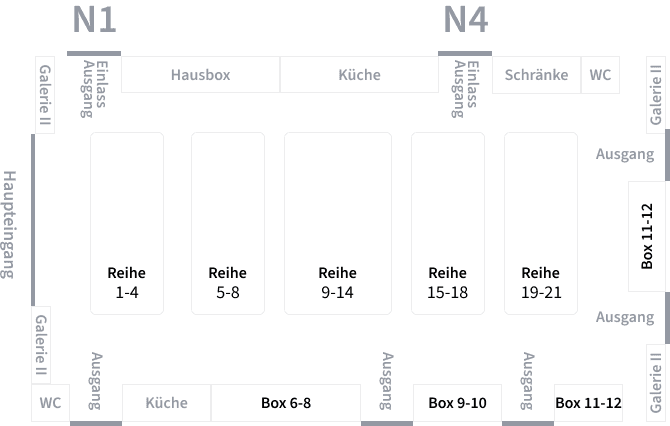 N1
N4
Galerie II
Einlass
Ausgang
Hausbox
Küche
Einlass
Ausgang
Schränke
WC
Galerie II
Ausgang
Haupteingang
Box 11-12
Reihe
1-4
Reihe
5-8
Reihe
9-14
Reihe
15-18
Reihe
19-21
Ausgang
Galerie II
Ausgang
Ausgang
Ausgang
Galerie II
WC
Küche
Box 6-8
Box 9-10
Box 11-12